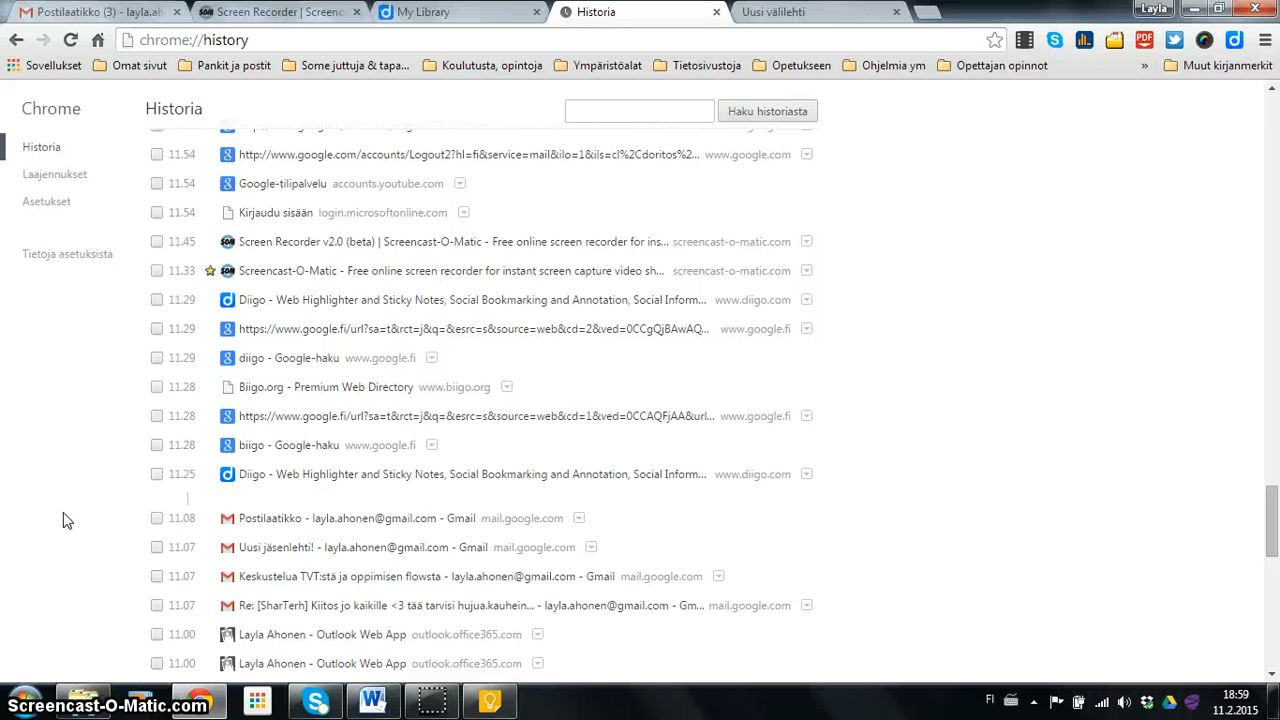 Postilaatikko (3) - layla.ah
Screen Recorder | Screenc
My Library
Historia
Uusi välilehti
Layla
chrome://history
Sovellukset
Omat sivut
Pankit ja postit
Some juttuja & tapa...
Koulutusta, opintoja
Ympäristöalat
Tietosivustoja
Opetukseen
Ohjelmia ym
Opettajan opinnot
»
Muut kirjanmerkit
Chrome
Historia
Haku historiasta
Historia
Laajennukset
Asetukset
Tietoja asetuksista
11.54 http://www.google.com/accounts/Logout2?hl=fi&service=mail&ilo=1&ils=cl%2Cdoritos%2... www.google.com
11.54 Google-tilipalvelu accounts.youtube.com
11.54 Kirjaudu sisään login.microsoftonline.com
11.45 Screen Recorder v2.0 (beta) | Screencast-O-Matic - Free online screen recorder for ins... screencast-o-matic.com
11.33 Screencast-O-Matic - Free online screen recorder for instant screen capture video sh... screencast-o-matic.com
11.29 Diigo - Web Highlighter and Sticky Notes, Social Bookmarking and Annotation, Social Inform... www.diigo.com
11.29 https://www.google.fi/url?sa=t&rct=j&q=&esrc=s&source=web&cd=2&ved=0CCgQjBAwAQ... www.google.fi
11.29 diigo - Google-haku www.google.fi
11.28 Biigo.org - Premium Web Directory www.biigo.org
11.28 https://www.google.fi/url?sa=t&rct=j&q=&esrc=s&source=web&cd=1&ved=0CCAQFjAA&url... www.google.fi
11.28 biigo - Google-haku www.google.fi
11.25 Diigo - Web Highlighter and Sticky Notes, Social Bookmarking and Annotation, Social Inform... www.diigo.com
11.08 Postilaatikko - layla.ahonen@gmail.com - Gmail mail.google.com
11.07 Uusi jäsenlehti! - layla.ahonen@gmail.com - Gmail mail.google.com
11.07 Keskustelua TVT:stä ja oppimisen flowsta - layla.ahonen@gmail.com - Gmail mail.google.com
11.07 Re: [SharTerh] Kiitos jo kaikille <3 tää tarvisi hujua.kauhein... - layla.ahonen@gmail.com - Gm... mail.google.com
11.00 Layla Ahonen - Outlook Web App outlook.office365.com
11.00 Layla Ahonen - Outlook Web App outlook.office365.com
FI
18:59
11.2.2015
Screencast-O-Matic.com